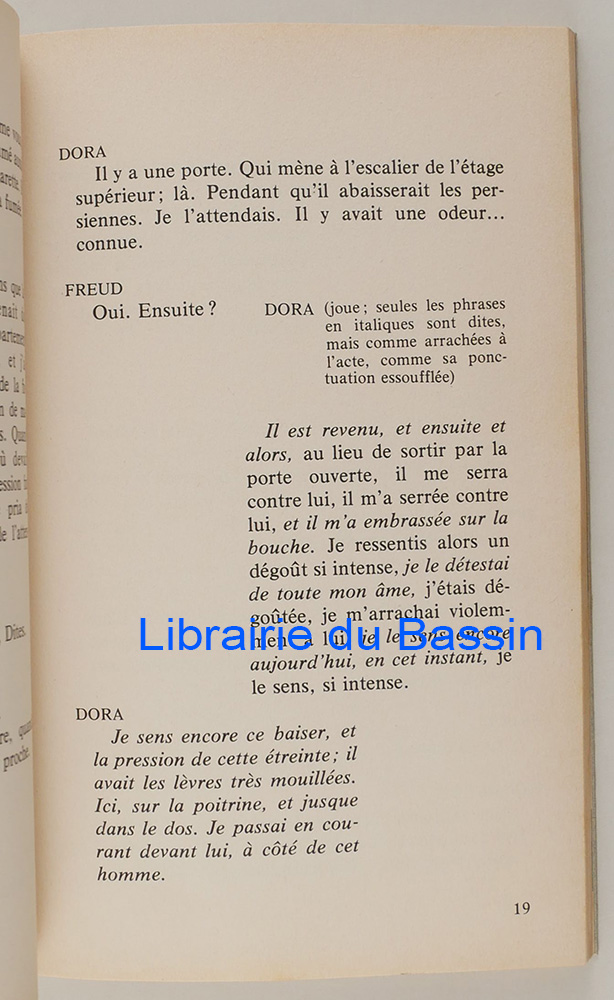 DORA
Il y a une porte. Qui mène à l'escalier de l'étage
supérieur ; là. Pendant qu'il abaisserait les per-
siennes. Je l'attendais. Il y avait une odeur...
connue.
FREUD
Oui. Ensuite ?
DORA (joue ; seules les phrases
en italiques sont dites,
mais comme arrachées à
l'acte, comme sa ponc-
tuation essoufflée)
Il est revenu, et ensuite et
alors, au lieu de sortir par la
porte ouverte, il me serra
contre lui, il m'a serrée contre
lui, et il m'a embrassée sur la
bouche. Je ressentis alors un
dégoût si intense, je le détestai
de toute mon âme, j'étais dé-
goûtée, je m'arrachai violem-
ment à lui, je le sens encore
aujourd'hui, en cet instant, je
le sens, si intense.
Librairie du Bassin
DORA
Je sens encore ce baiser, et
la pression de cette étreinte ; il
avait les lèvres très mouillées.
Ici, sur la poitrine, et jusque
dans le dos. Je passai en cou-
rant devant lui, à côté de cet
homme.
19